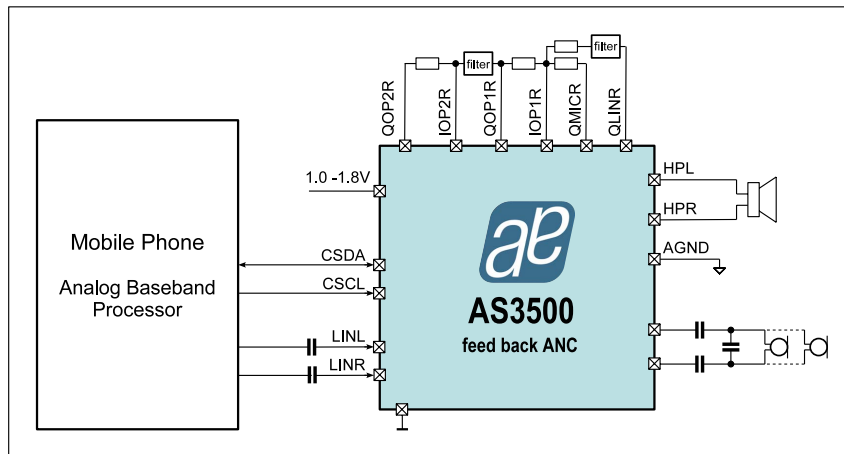 filter
filter
QOP2R
IOP2R
QOP1R
IOP1R
QMICR
QLINR
1.0 -1.8V
HPL
HPR
AGND
Mobile Phone
Analog Baseband
Processor
CSDA
CSCL
LINL
LINR
ae
AS3500
feed back ANC